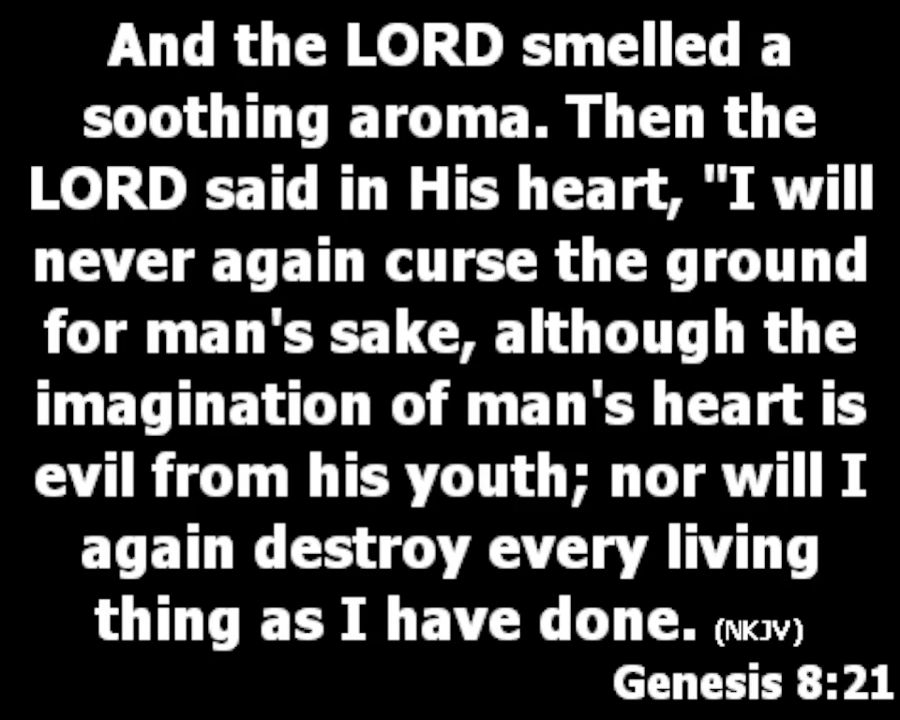 And the LORD smelled a
soothing aroma. Then the
LORD said in His heart, "I will
never again curse the ground
for man's sake, although the
imagination of man's heart is
evil from his youth; nor will I
again destroy every living
thing as I have done. (NKJV)
Genesis 8:21